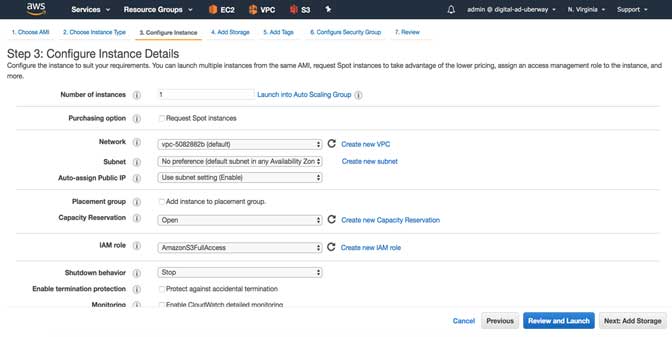 aws Services Resource Groups EC2 VPC S3 admin @ digital-ad-uberway N. Virginia Support
1. Choose AMI 2. Choose Instance Type 3. Configure Instance 4. Add Storage 5. Add Tags 6. Configure Security Group 7. Review
Step 3: Configure Instance Details
Configure the instance to suit your requirements. You can launch multiple instances from the same AMI, request Spot instances to take advantage of the lower pricing, assign an access management role to the instance, and
more.
Number of instances 1 Launch into Auto Scaling Group
Purchasing option Request Spot instances
Network vpc-5082882b (default) Create new VPC
Subnet No preference (default subnet in any Availability Zon Create new subnet
Auto-assign Public IP Use subnet setting (Enable)
Placement group Add instance to placement group.
Capacity Reservation Open Create new Capacity Reservation
IAM role AmazonS3FullAccess Create new IAM role
Shutdown behavior Stop
Enable termination protection Protect against accidental termination
Monitoring Enable CloudWatch detailed monitoring
Cancel Previous Review and Launch Next: Add Storage